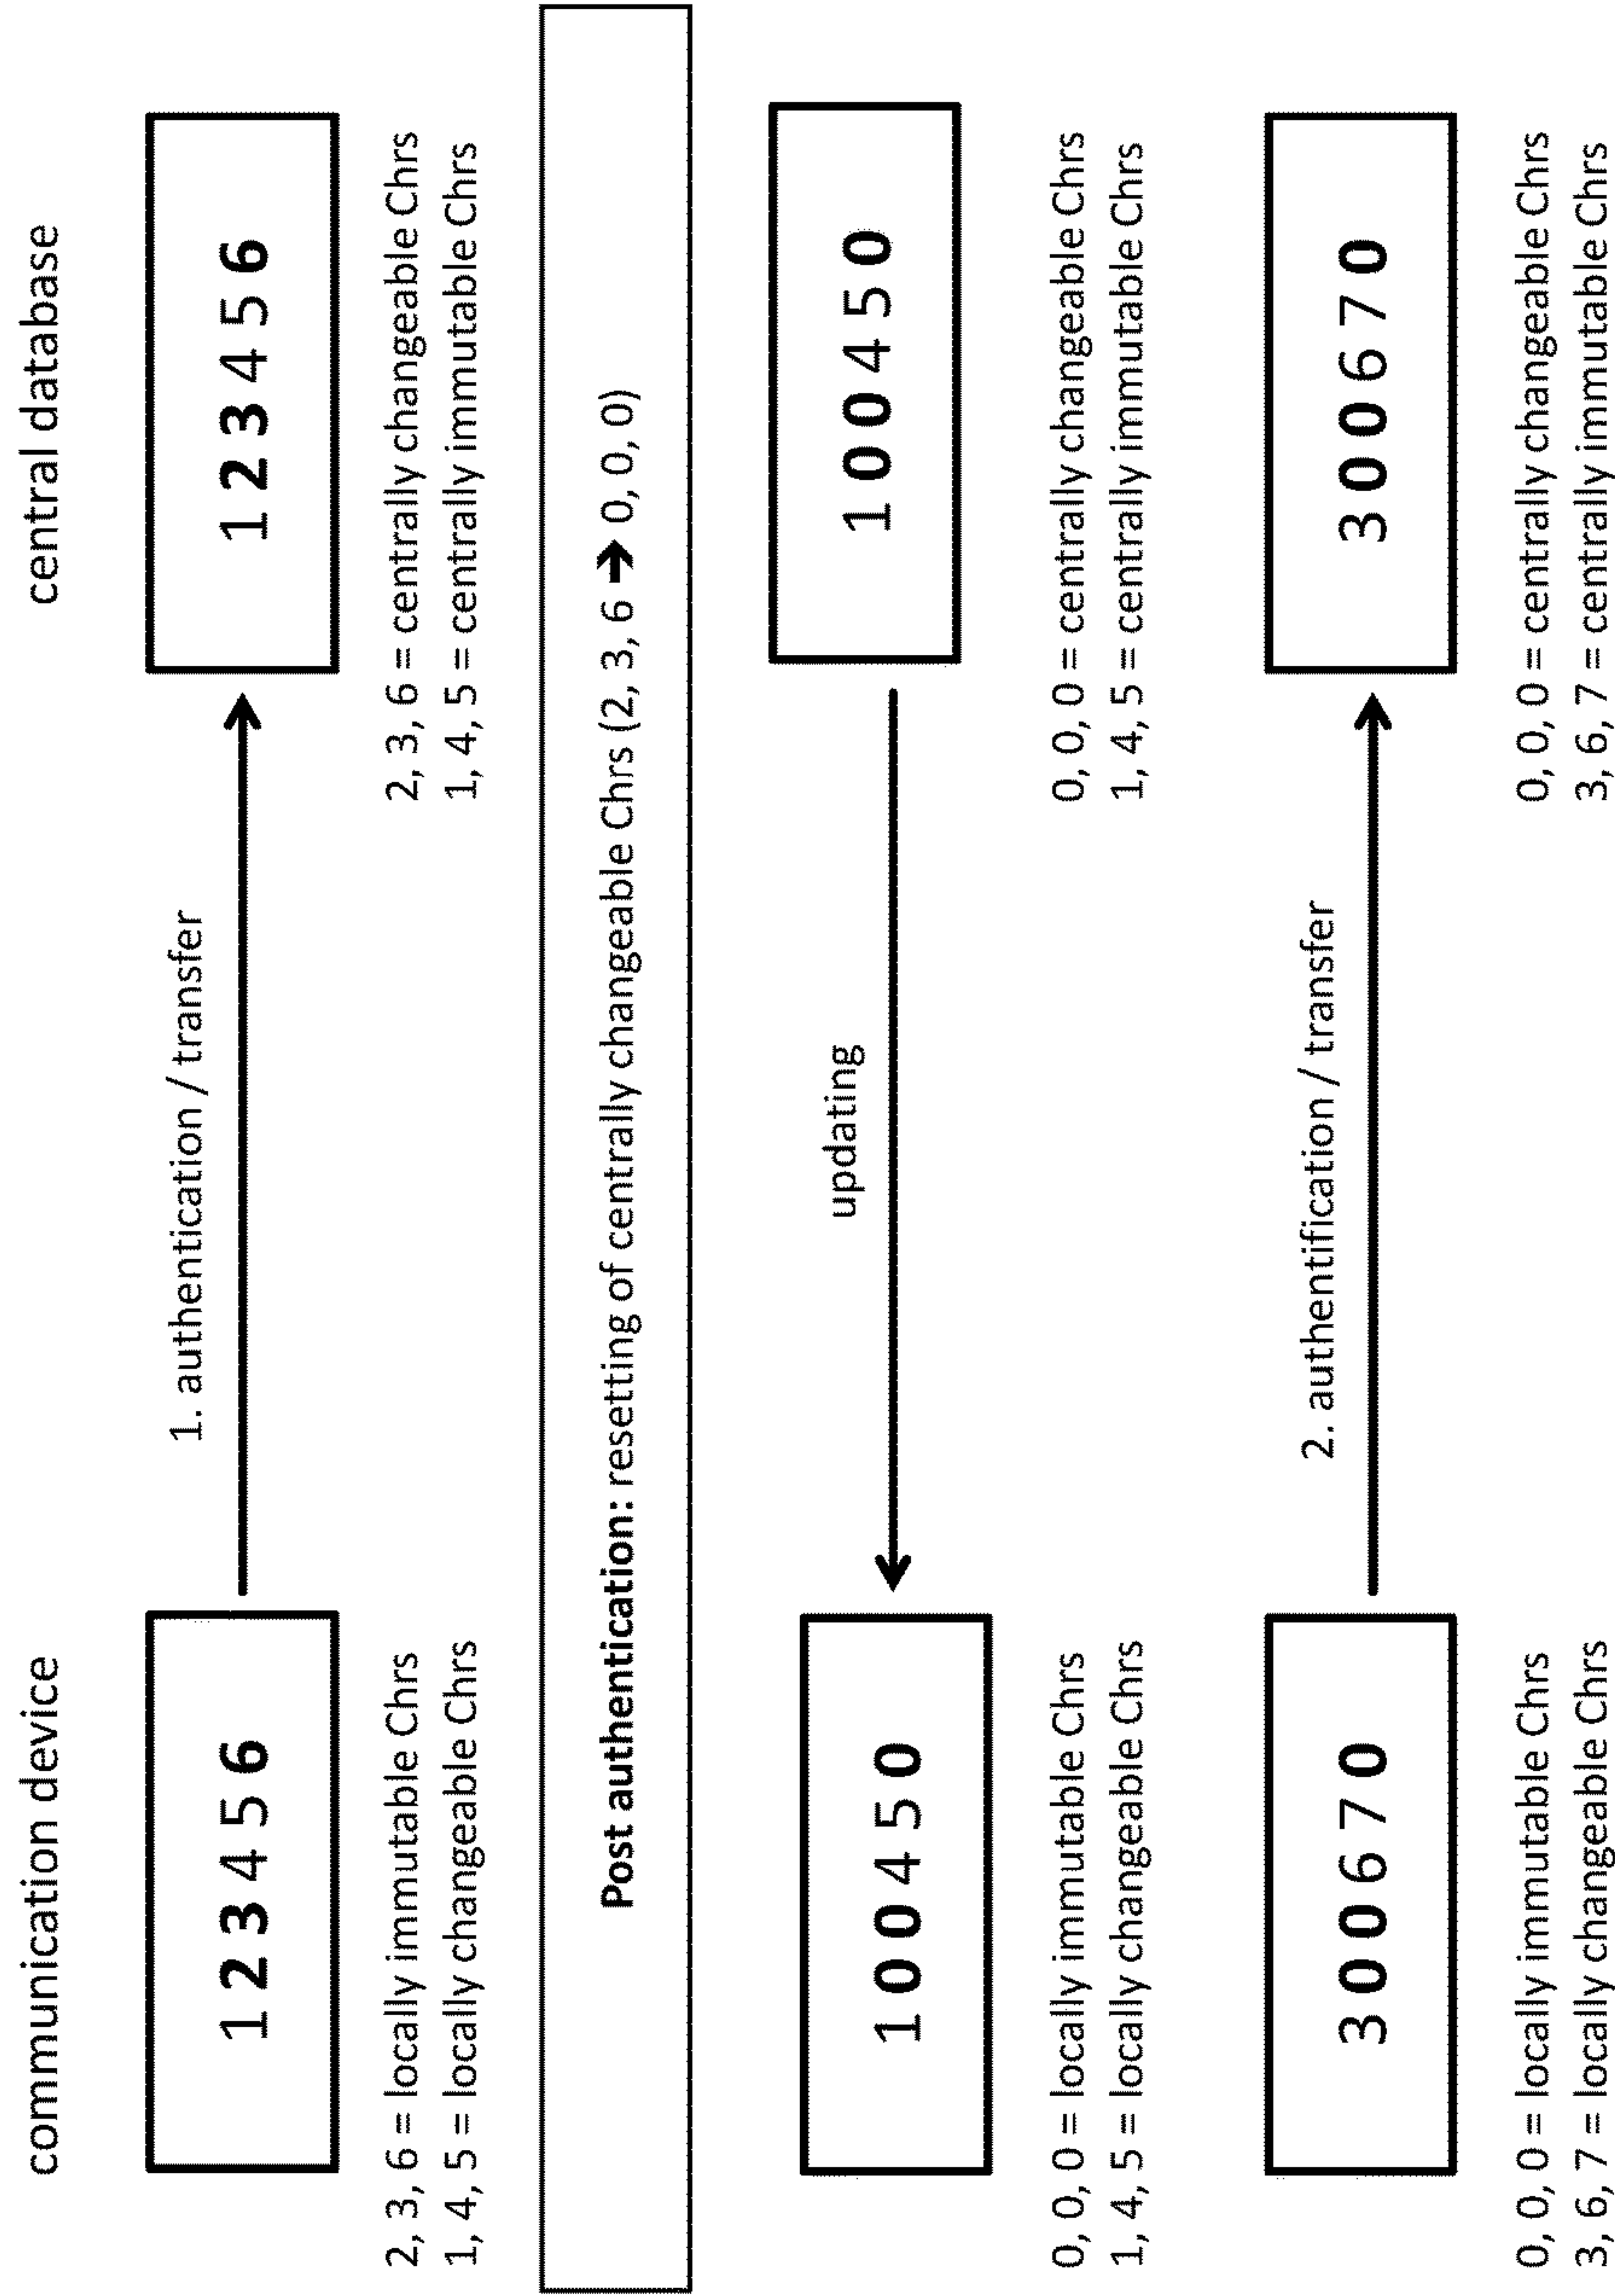 communication device
central database
1 2 3 4 5 6
1. authentication / transfer
1 2 3 4 5 6
2, 3, 6 = locally immutable Chrs
1, 4, 5 = locally changeable Chrs
2, 3, 6 = centrally changeable Chrs
1, 4, 5 = centrally immutable Chrs
Post authentication: resetting of centrally changeable Chrs (2, 3, 6 ➔ 0, 0, 0)
1 0 0 4 5 0
updating
1 0 0 4 5 0
0, 0, 0 = locally immutable Chrs
1, 4, 5 = locally changeable Chrs
0, 0, 0 = centrally changeable Chrs
1, 4, 5 = centrally immutable Chrs
3 0 0 6 7 0
2. authentification / transfer
3 0 0 6 7 0
0, 0, 0 = locally immutable Chrs
3, 6, 7 = locally changeable Chrs
0, 0, 0 = centrally changeable Chrs
3, 6, 7 = centrally immutable Chrs